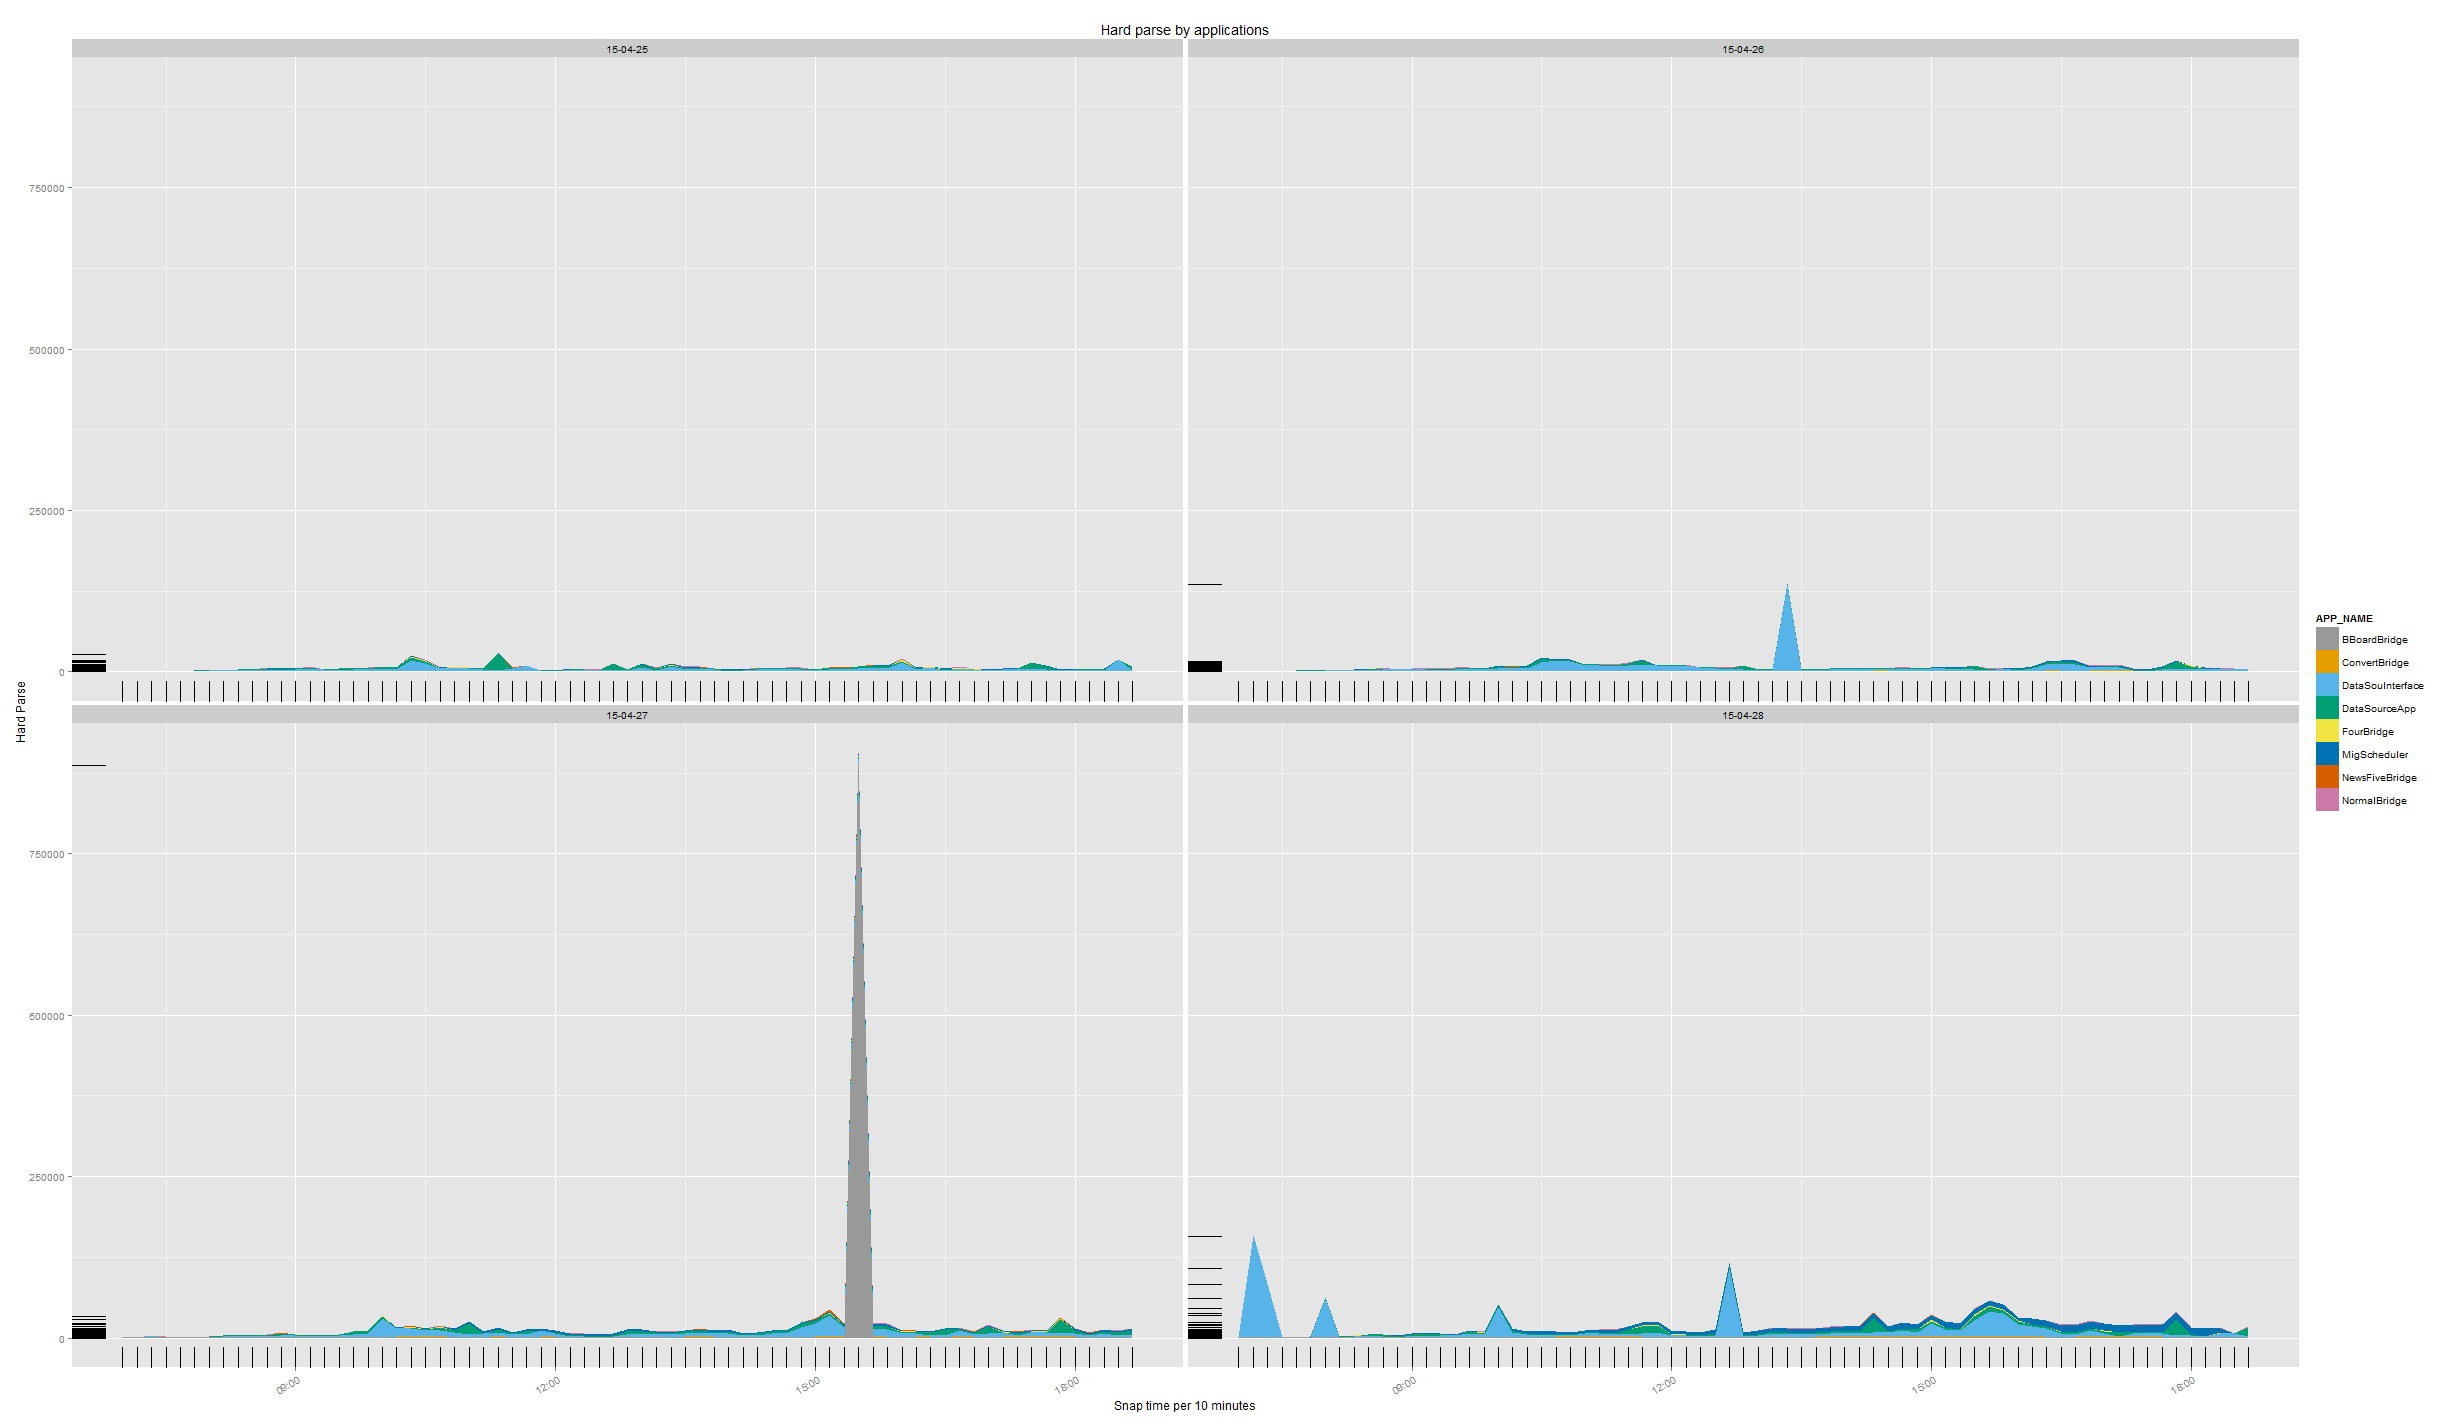 Hard parse by applications
15-04-25
15-04-26
750000
500000
250000
0
Hard Parse
15-04-27
15-04-28
750000
500000
250000
0
09:00
12:00
15:00
18:00
09:00
12:00
15:00
18:00
Snap time per 10 minutes
APP_NAME
BBoardBridge
ConvertBridge
DataSouInterface
DataSourceApp
FourBridge
MigScheduler
NewsFiveBridge
NormalBridge